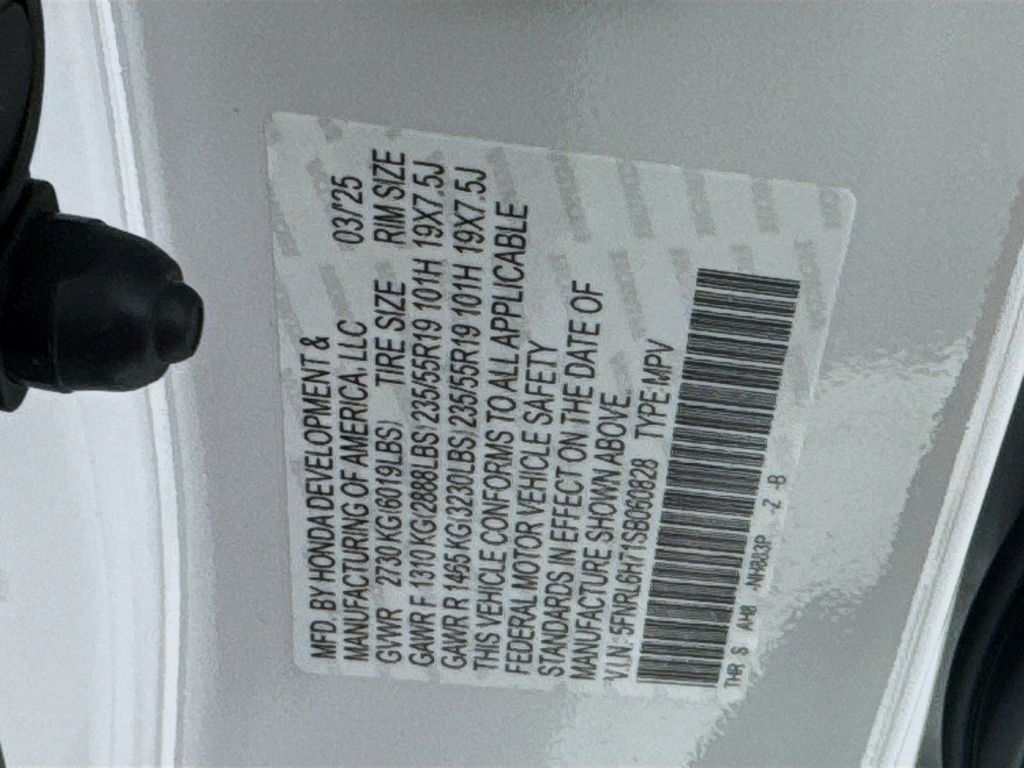 MFD. BY HONDA DEVELOPMENT &
MANUFACTURING OF AMERICA, LLC 03/25
GVWR 2730 KG(6019LBS) TIRE SIZE RIM SIZE
GAWR F 1310 KG(2888LBS) 235/55R19 101H 19X7.5J
GAWR R 1465 KG(3230LBS) 235/55R19 101H 19X7.5J
THIS VEHICLE CONFORMS TO ALL APPLICABLE
FEDERAL MOTOR VEHICLE SAFETY
STANDARDS IN EFFECT ON THE DATE OF
MANUFACTURE SHOWN ABOVE.
V.I.N.: 5FNRL6H71SB060828 TYPE:MPV
THR S AH8 NH883P -Z -B